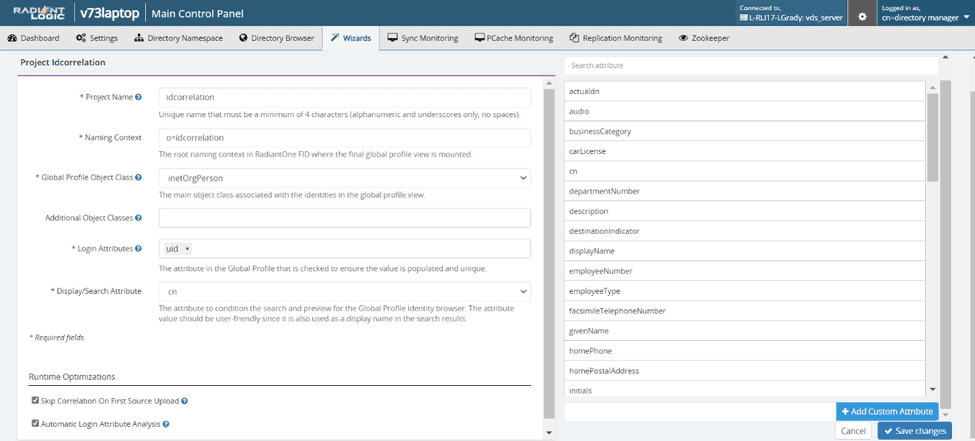 RADIANT
LOGIC
v73laptop
Main Control Panel
Connected to,
L-RLI17-LGrady: vds_server
Logged in as,
cn=directory manager
Dashboard
Settings
Directory Namespace
Directory Browser
Wizards
Sync Monitoring
PCache Monitoring
Replication Monitoring
Zookeeper
Project Idcorrelation
* Project Name
idcorrelation
Unique name that must be a minimum of 4 characters (alphanumeric and underscores only, no spaces).
* Naming Context
o=idcorrelation
The root naming context in RadiantOne FID where the final global profile view is mounted.
* Global Profile Object Class
inetOrgPerson
The main object class associated with the identities in the global profile view.
Additional Object Classes
* Login Attributes
uid ×
The attribute in the Global Profile that is checked to ensure the value is populated and unique.
* Display/Search Attribute
cn
The attribute to condition the search and preview for the Global Profile Identity browser. The attribute
value should be user-friendly since it is also used as a display name in the search results.
* Required fields
Runtime Optimizations
Skip Correlation On First Source Upload
Automatic Login Attribute Analysis
Search attribute
actualdn
audio
businessCategory
carLicense
cn
departmentNumber
description
destinationIndicator
displayName
employeeNumber
employeeType
facsimileTelephoneNumber
givenName
homePhone
homePostalAddress
initials
+ Add Custom Attribute
Cancel
Save changes